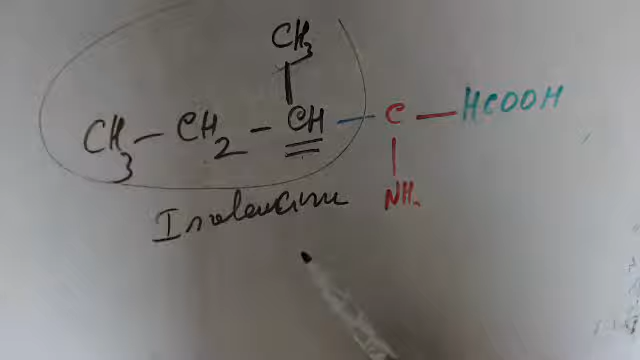 CH3
CH3 – CH2 – CH – C – HCOOH
NH2
Isoleucine